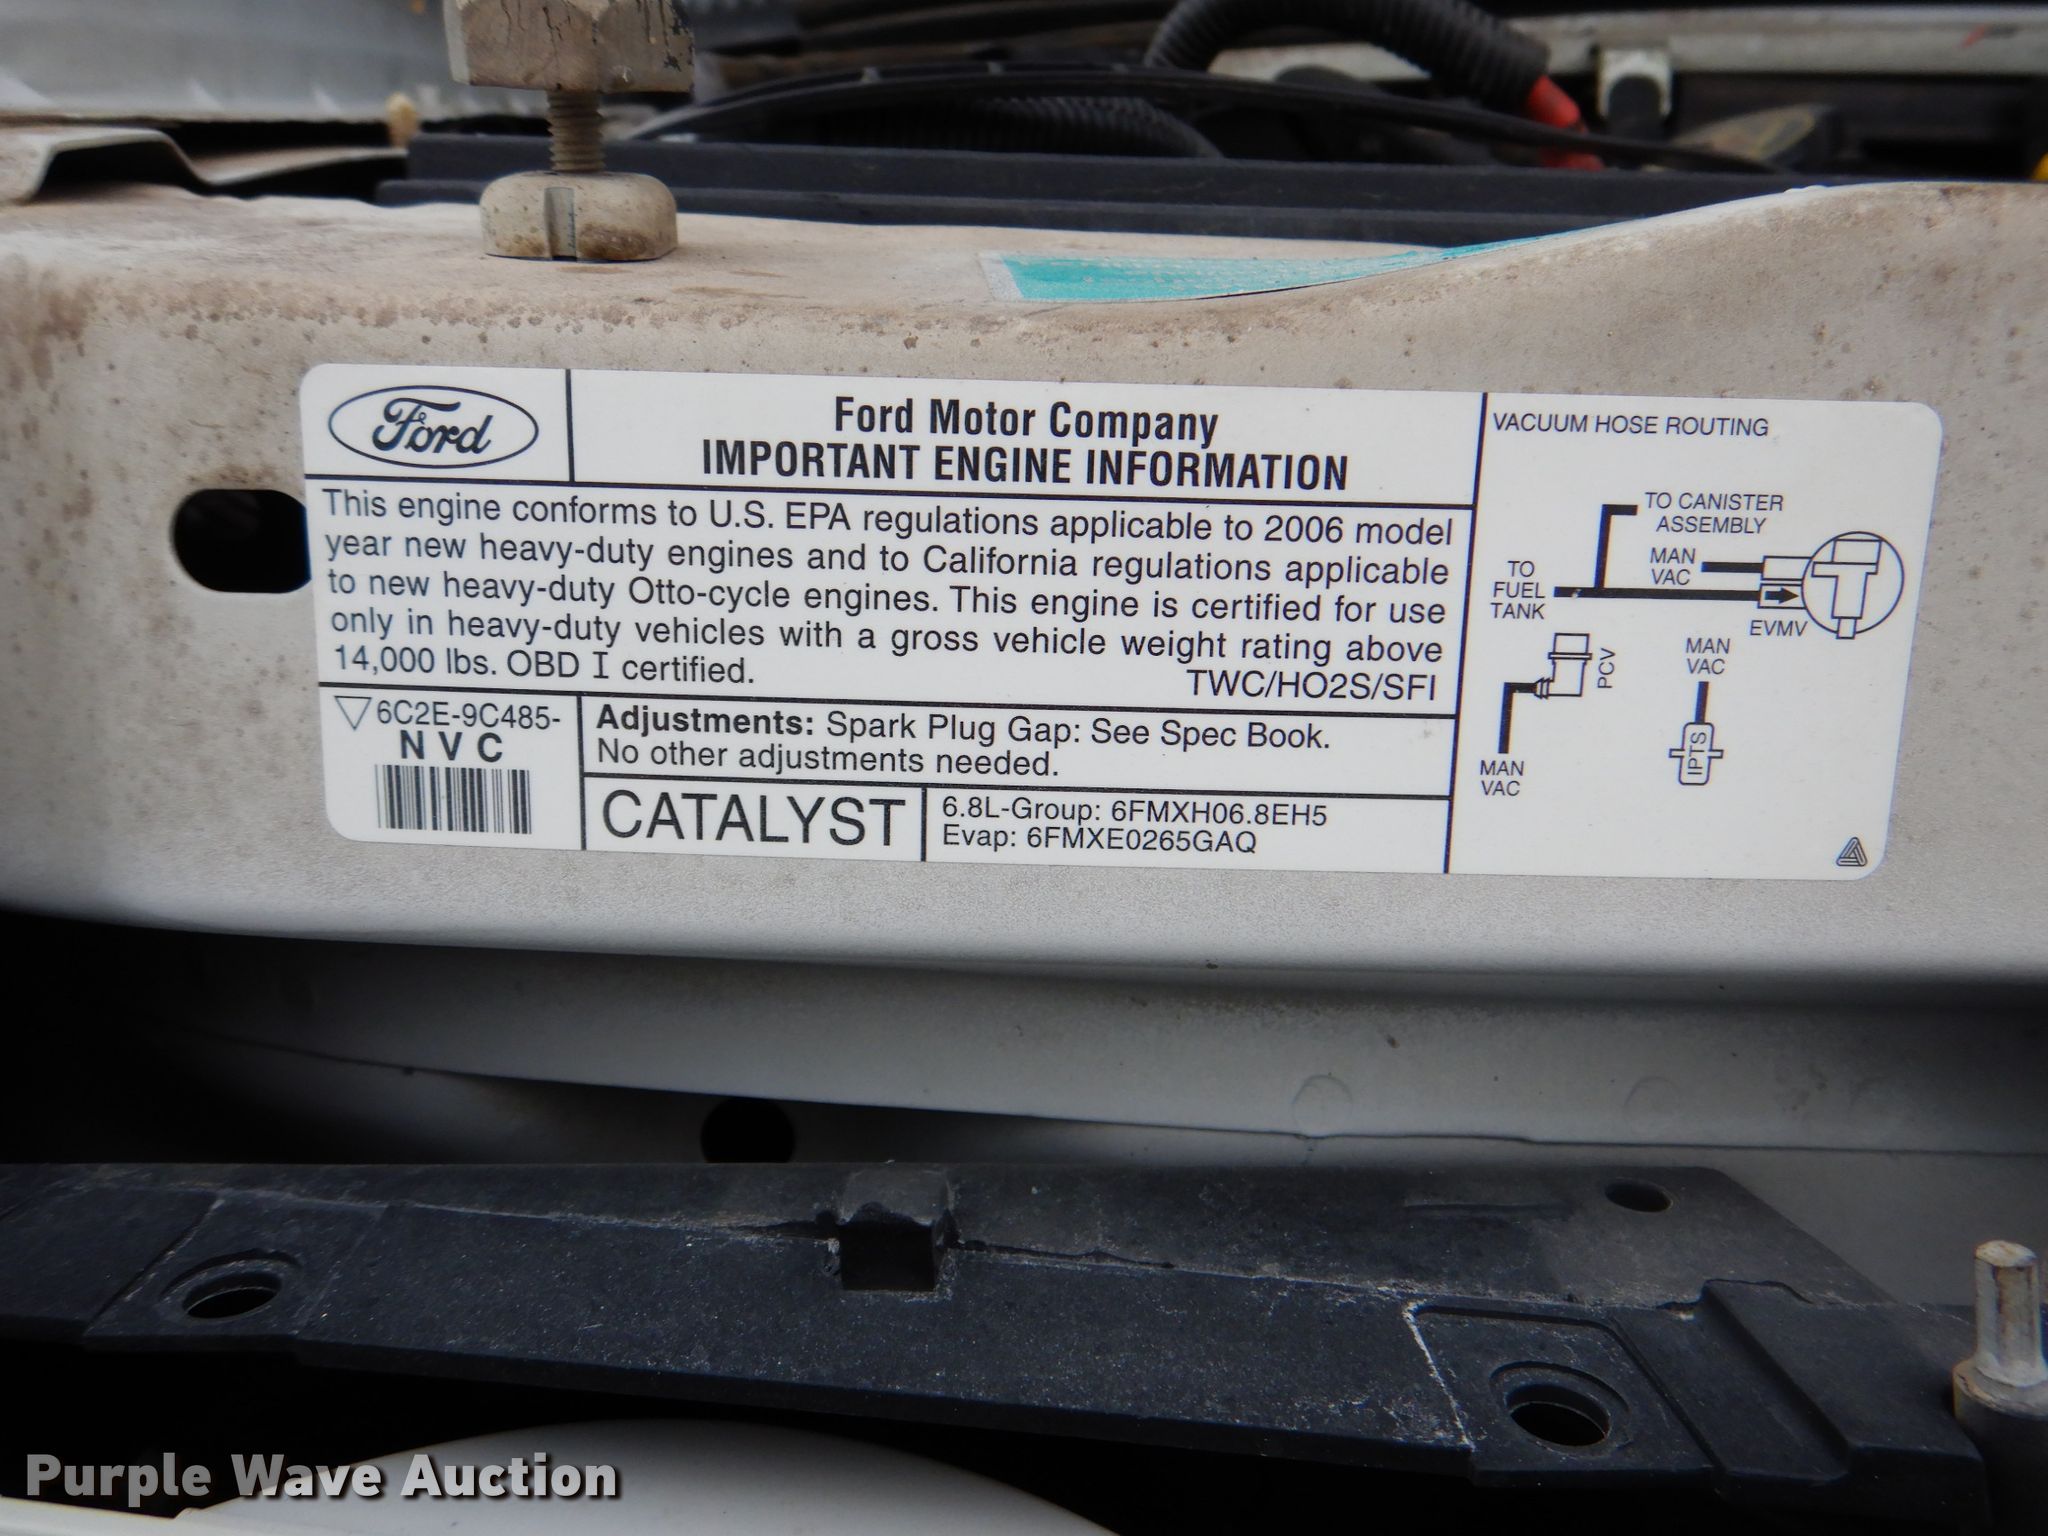 Ford
Ford Motor Company
IMPORTANT ENGINE INFORMATION
This engine conforms to U.S. EPA regulations applicable to 2006 model
year new heavy-duty engines and to California regulations applicable
to new heavy-duty Otto-cycle engines. This engine is certified for use
only in heavy-duty vehicles with a gross vehicle weight rating above
14,000 lbs. OBD I certified.
TWC/HO2S/SFI
6C2E-9C485-
N V C
Adjustments: Spark Plug Gap: See Spec Book.
No other adjustments needed.
CATALYST
6.8L-Group: 6FMXH06.8EH5
Evap: 6FMXE0265GAQ
VACUUM HOSE ROUTING
TO CANISTER
ASSEMBLY
MAN
VAC
TO
FUEL
TANK
EVMV
PCV
MAN
VAC
MAN
VAC
IPTS
Purple Wave Auction